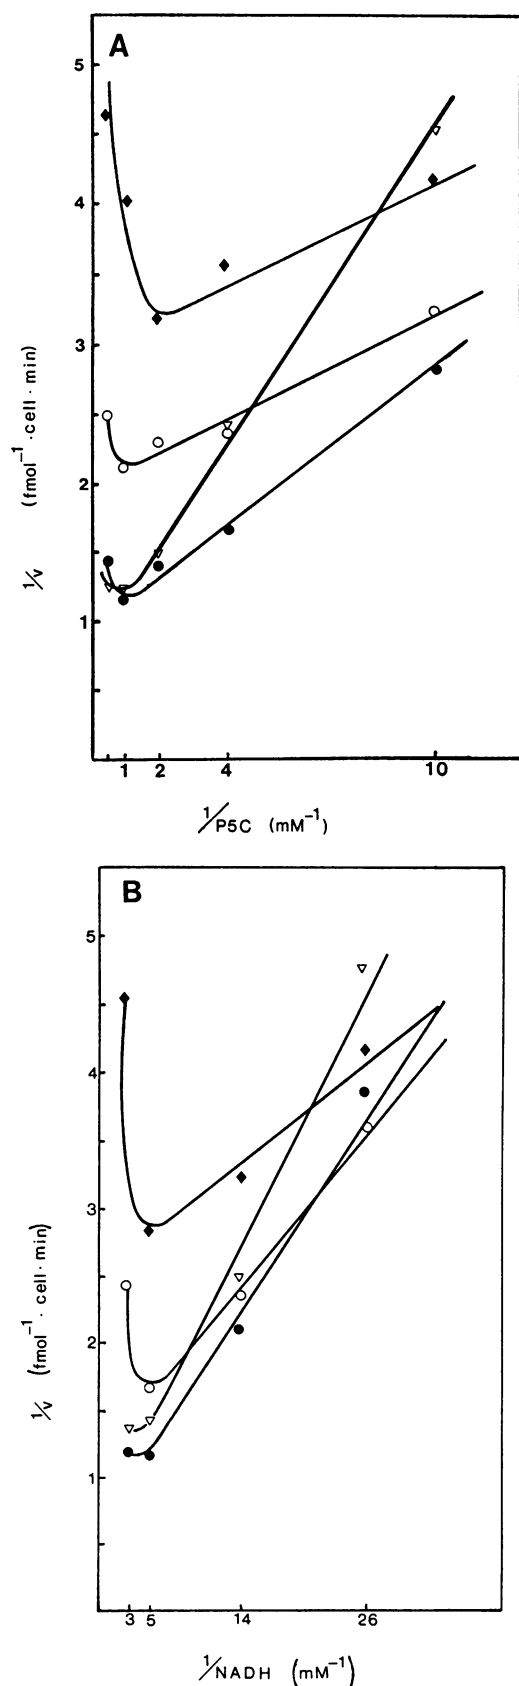 A
5
4
3
2
1
1/v (fmol⁻¹ · cell · min)
1 2 4 10
1/P5C (mM⁻¹)
B
5
4
3
2
1
1/v (fmol⁻¹ · cell · min)
3 5 14 26
1/NADH (mM⁻¹)